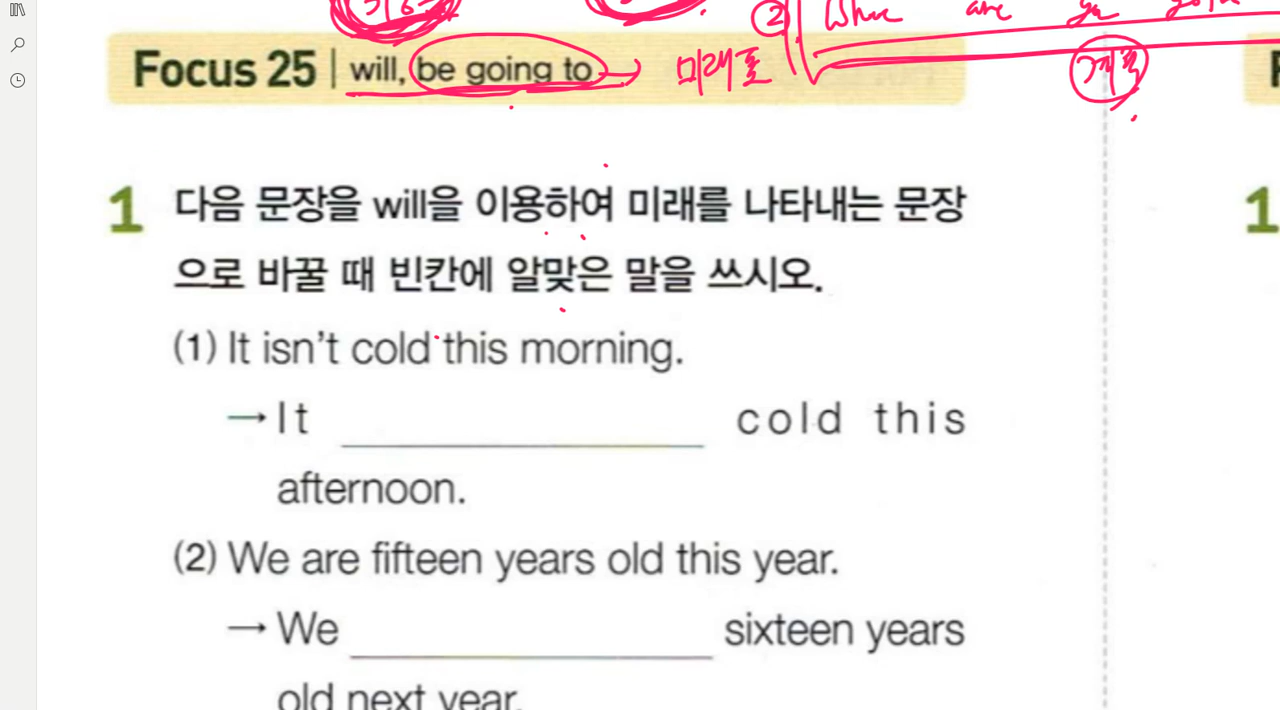 ② What are you
Focus 25 | will, be going to → 미래표
계획
1 다음 문장을 will을 이용하여 미래를 나타내는 문장
1
으로 바꿀 때 빈칸에 알맞은 말을 쓰시오.
(1) It isn't cold this morning.
→ It ____________ cold this
afternoon.
(2) We are fifteen years old this year.
→ We ____________ sixteen years
old next year.